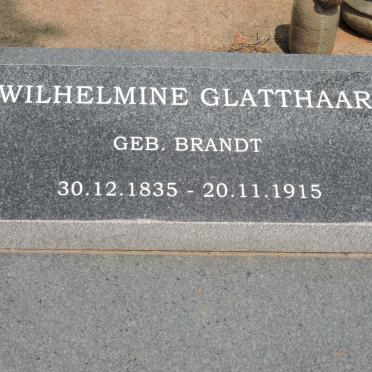 WILHELMINE GLATTHAAR
GEB. BRANDT
30.12.1835 - 20.11.1915